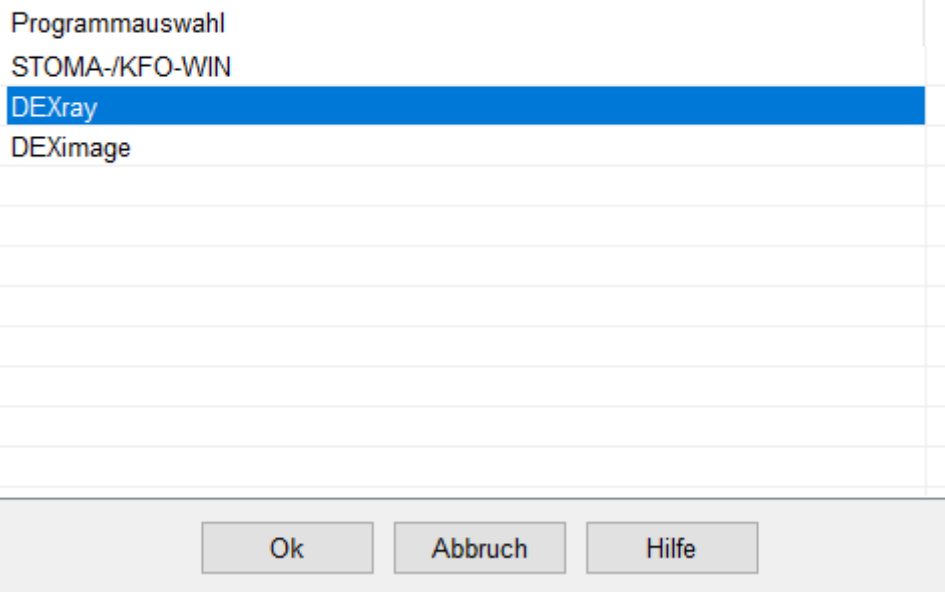 Programmauswahl
STOMA-/KFO-WIN
DEXray
DEXimage
Ok Abbruch Hilfe